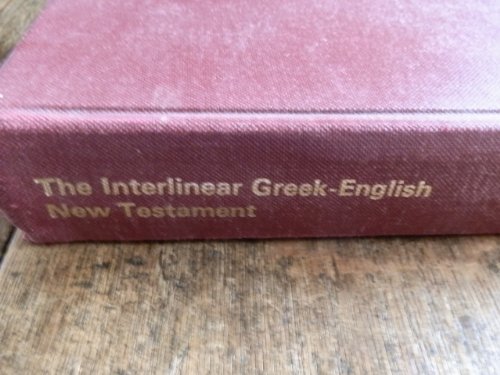 The Interlinear Greek-English
New Testament